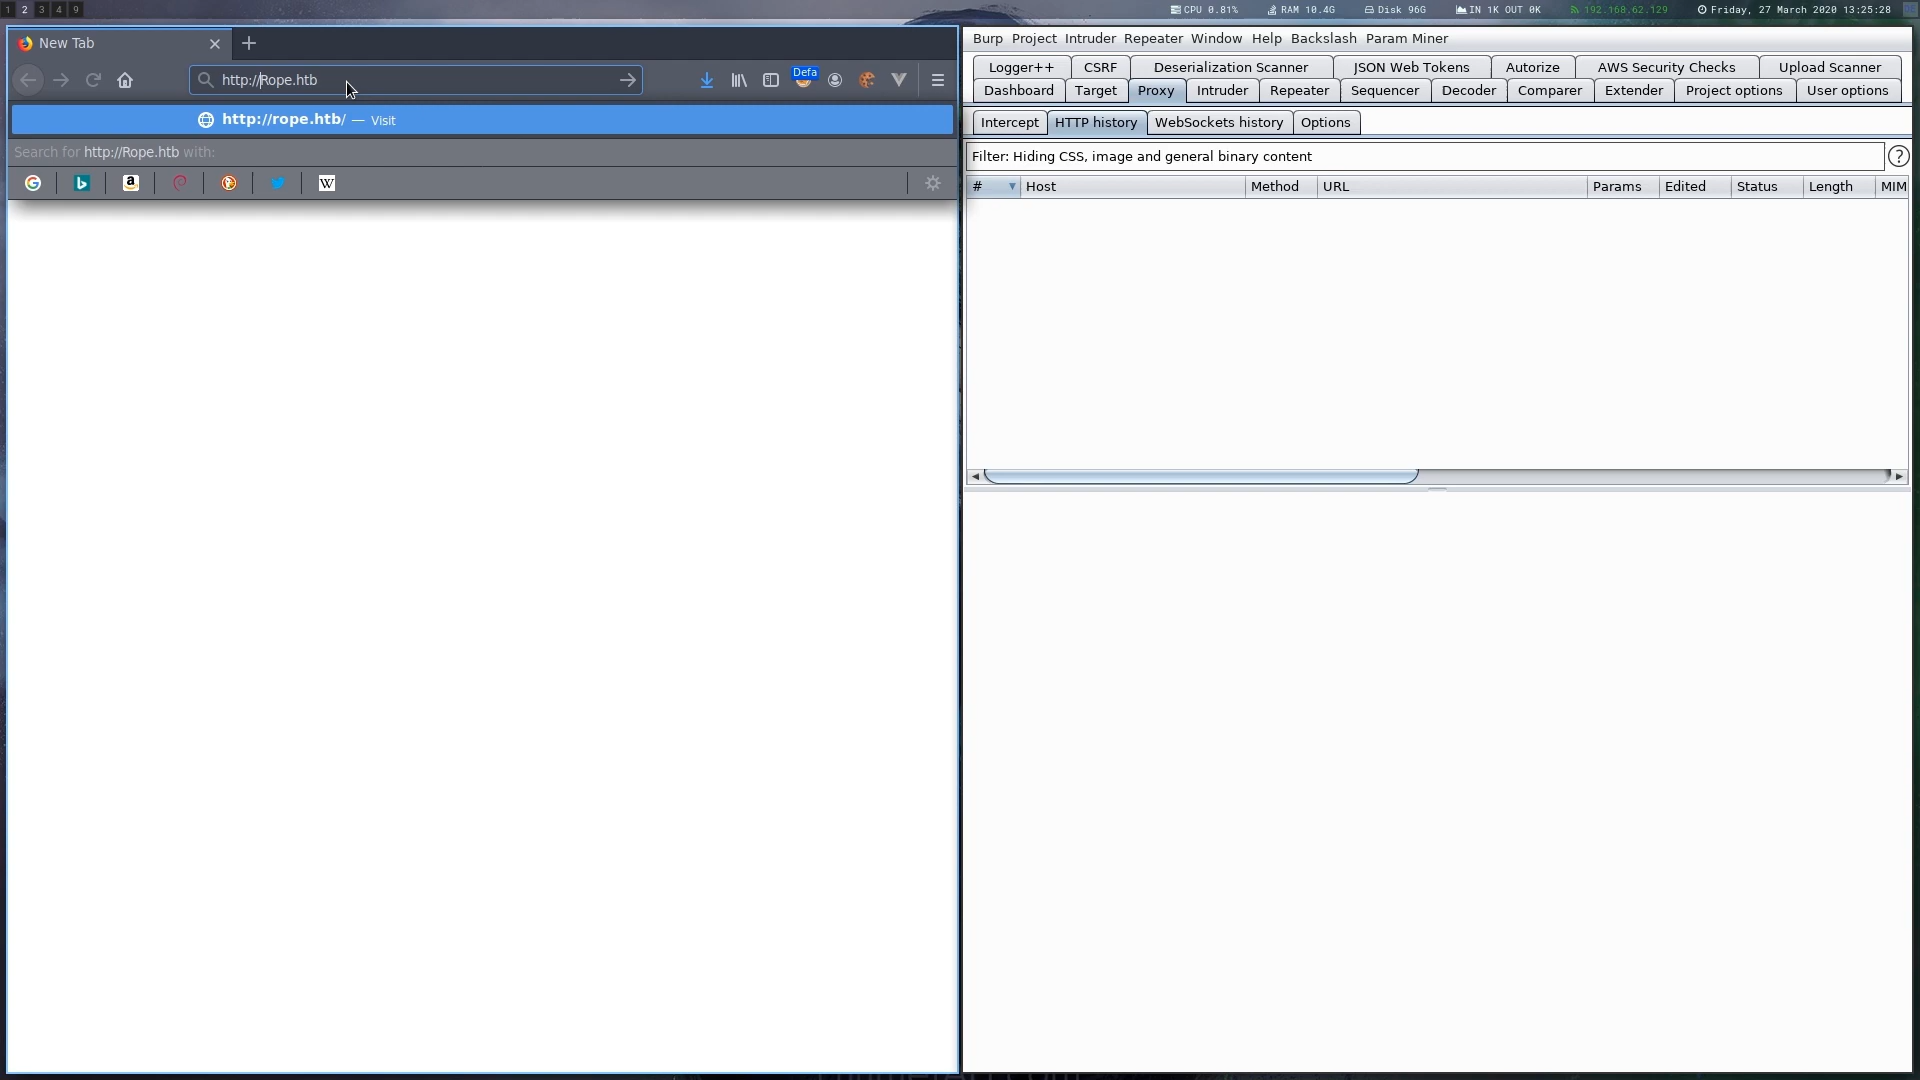 1 2 3 4 9
CPU 0.81% RAM 10.4G Disk 96G IN 1K OUT 0K 192.168.62.129 Friday, 27 March 2020 13:25:28
New Tab
http://Rope.htb
Defa
http://rope.htb/ — Visit
Search for http://Rope.htb with:
W
Burp Project Intruder Repeater Window Help Backslash Param Miner
Logger++ CSRF Deserialization Scanner JSON Web Tokens Autorize AWS Security Checks Upload Scanner
Dashboard Target Proxy Intruder Repeater Sequencer Decoder Comparer Extender Project options User options
Intercept HTTP history WebSockets history Options
Filter: Hiding CSS, image and general binary content
?
# Host Method URL Params Edited Status Length MIM